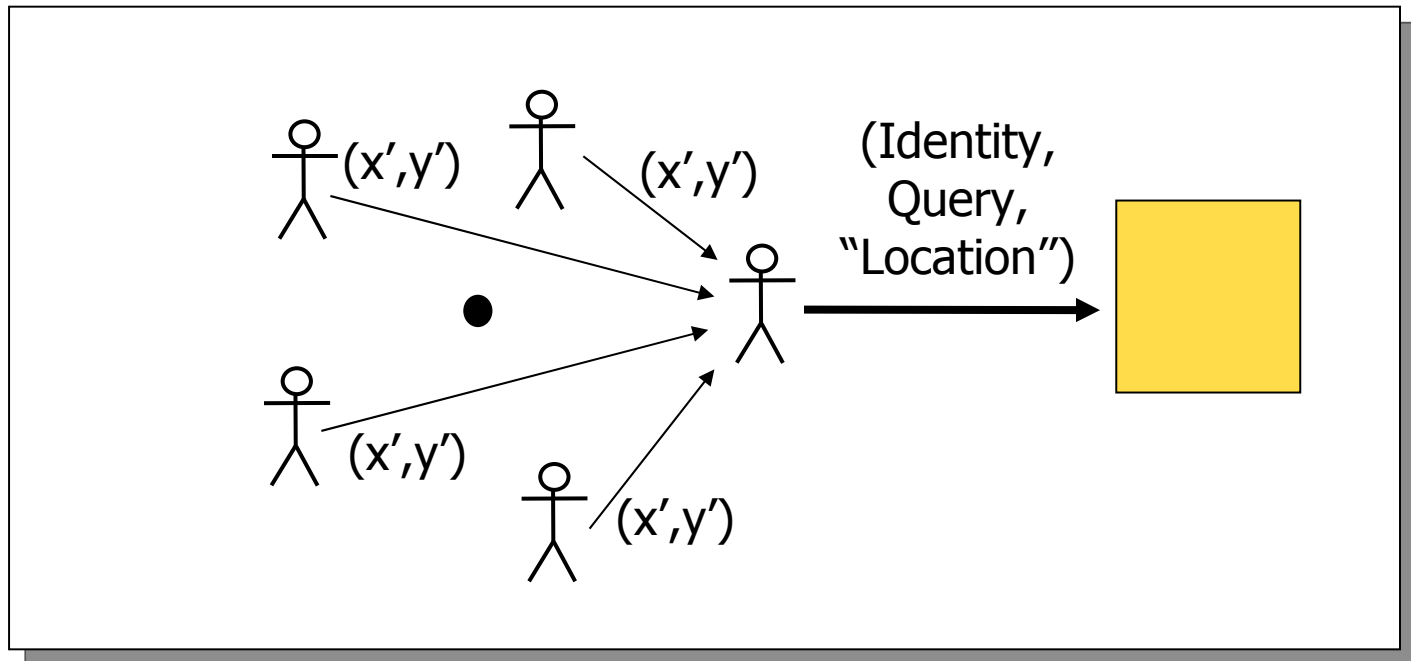 (x′,y′)
(x′,y′)
(Identity,
Query,
“Location”)
(x′,y′)
(x′,y′)